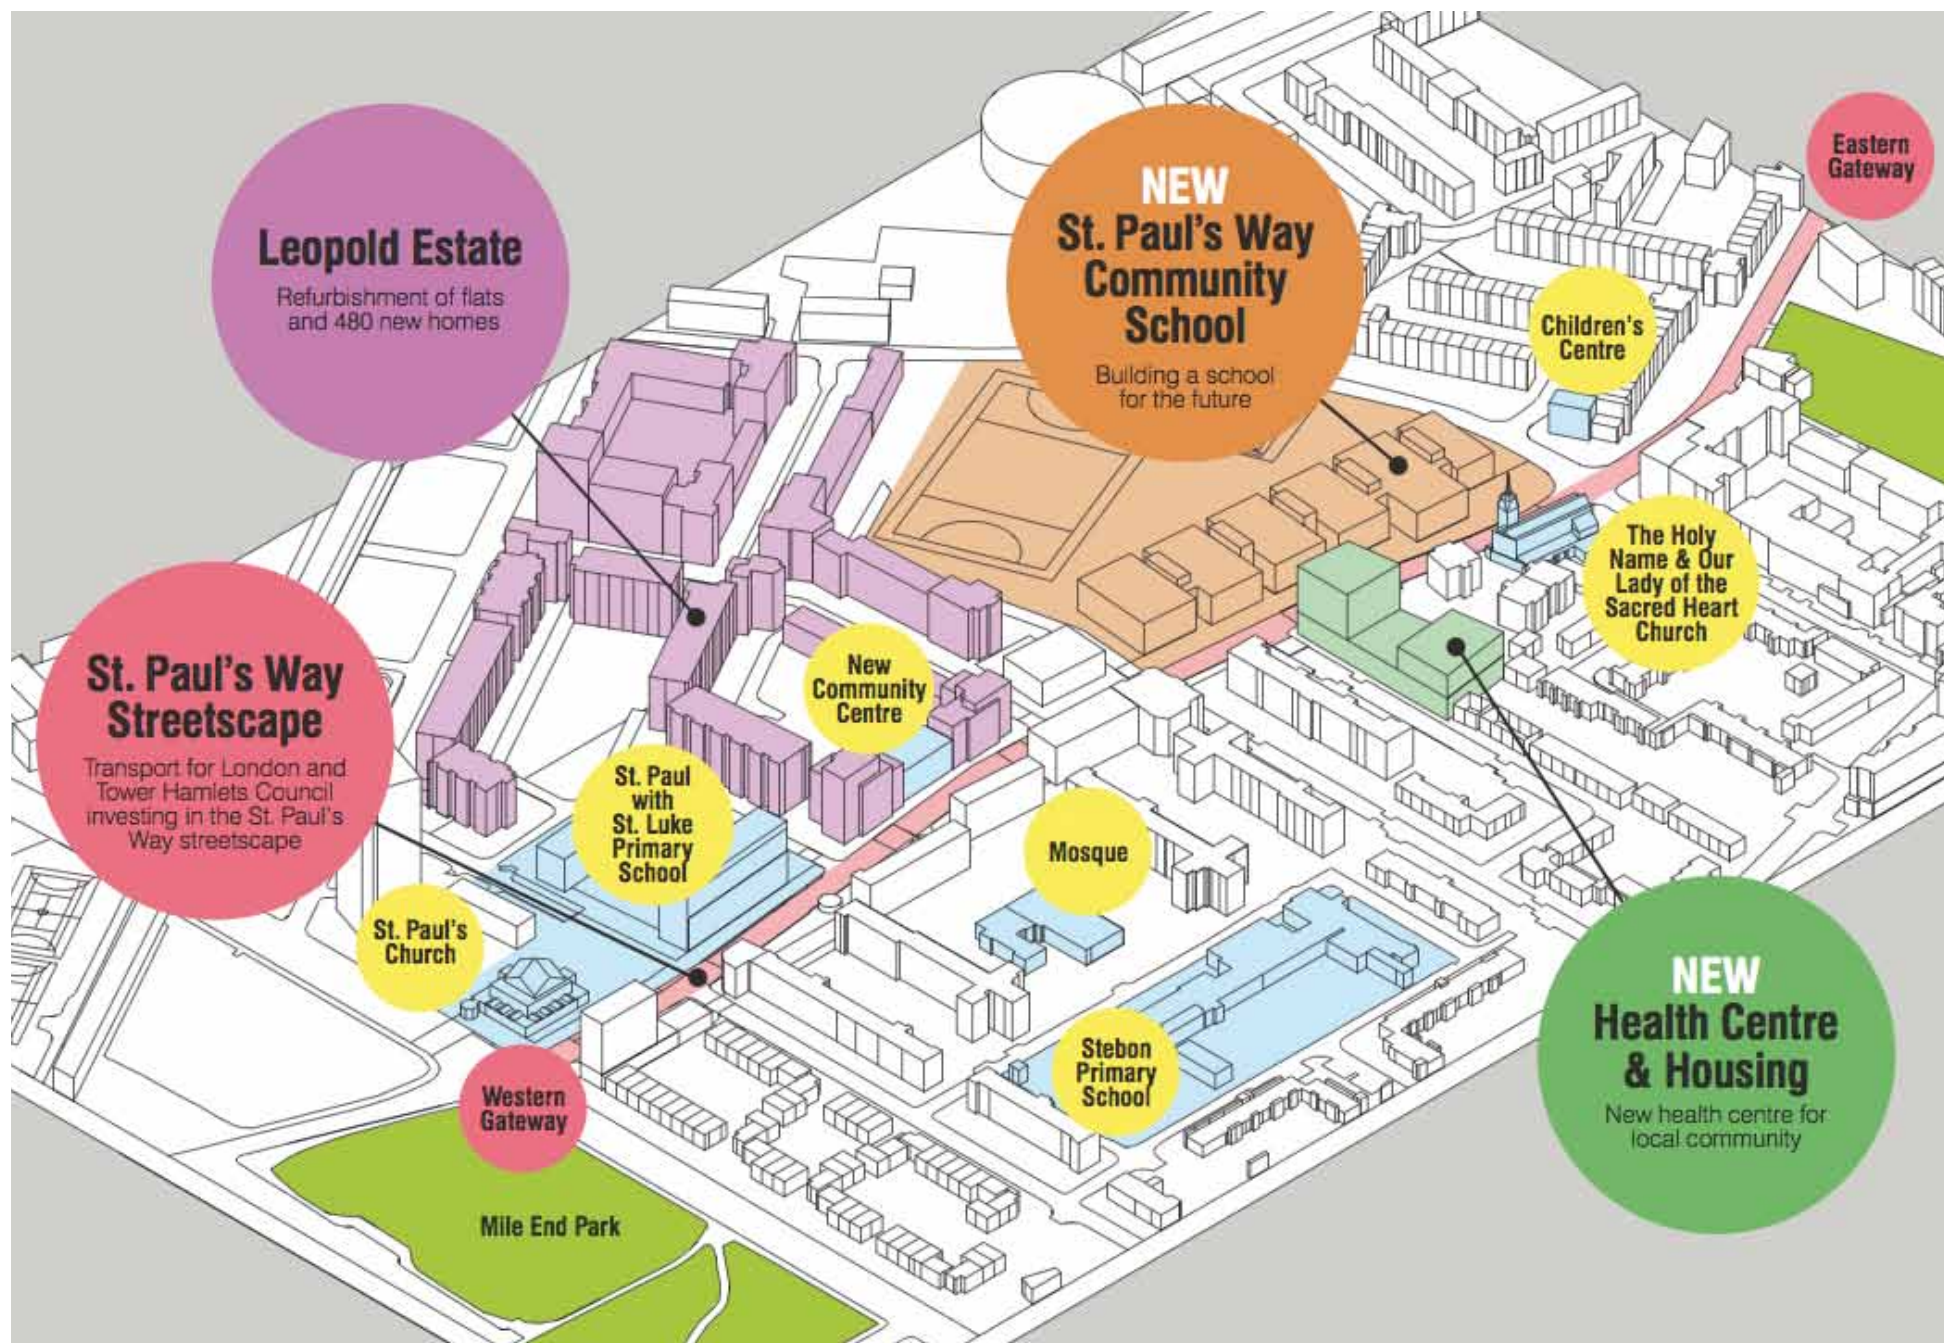 Leopold Estate
Refurbishment of flats
and 480 new homes
NEW
St. Paul's Way
Community
School
Building a school
for the future
Eastern
Gateway
Children's
Centre
The Holy
Name & Our
Lady of the
Sacred Heart
Church
St. Paul's Way
Streetscape
Transport for London and
Tower Hamlets Council
investing in the St. Paul's
Way streetscape
New
Community
Centre
St. Paul
with
St. Luke
Primary
School
Mosque
St. Paul's
Church
Stebon
Primary
School
NEW
Health Centre
& Housing
New health centre for
local community
Western
Gateway
Mile End Park